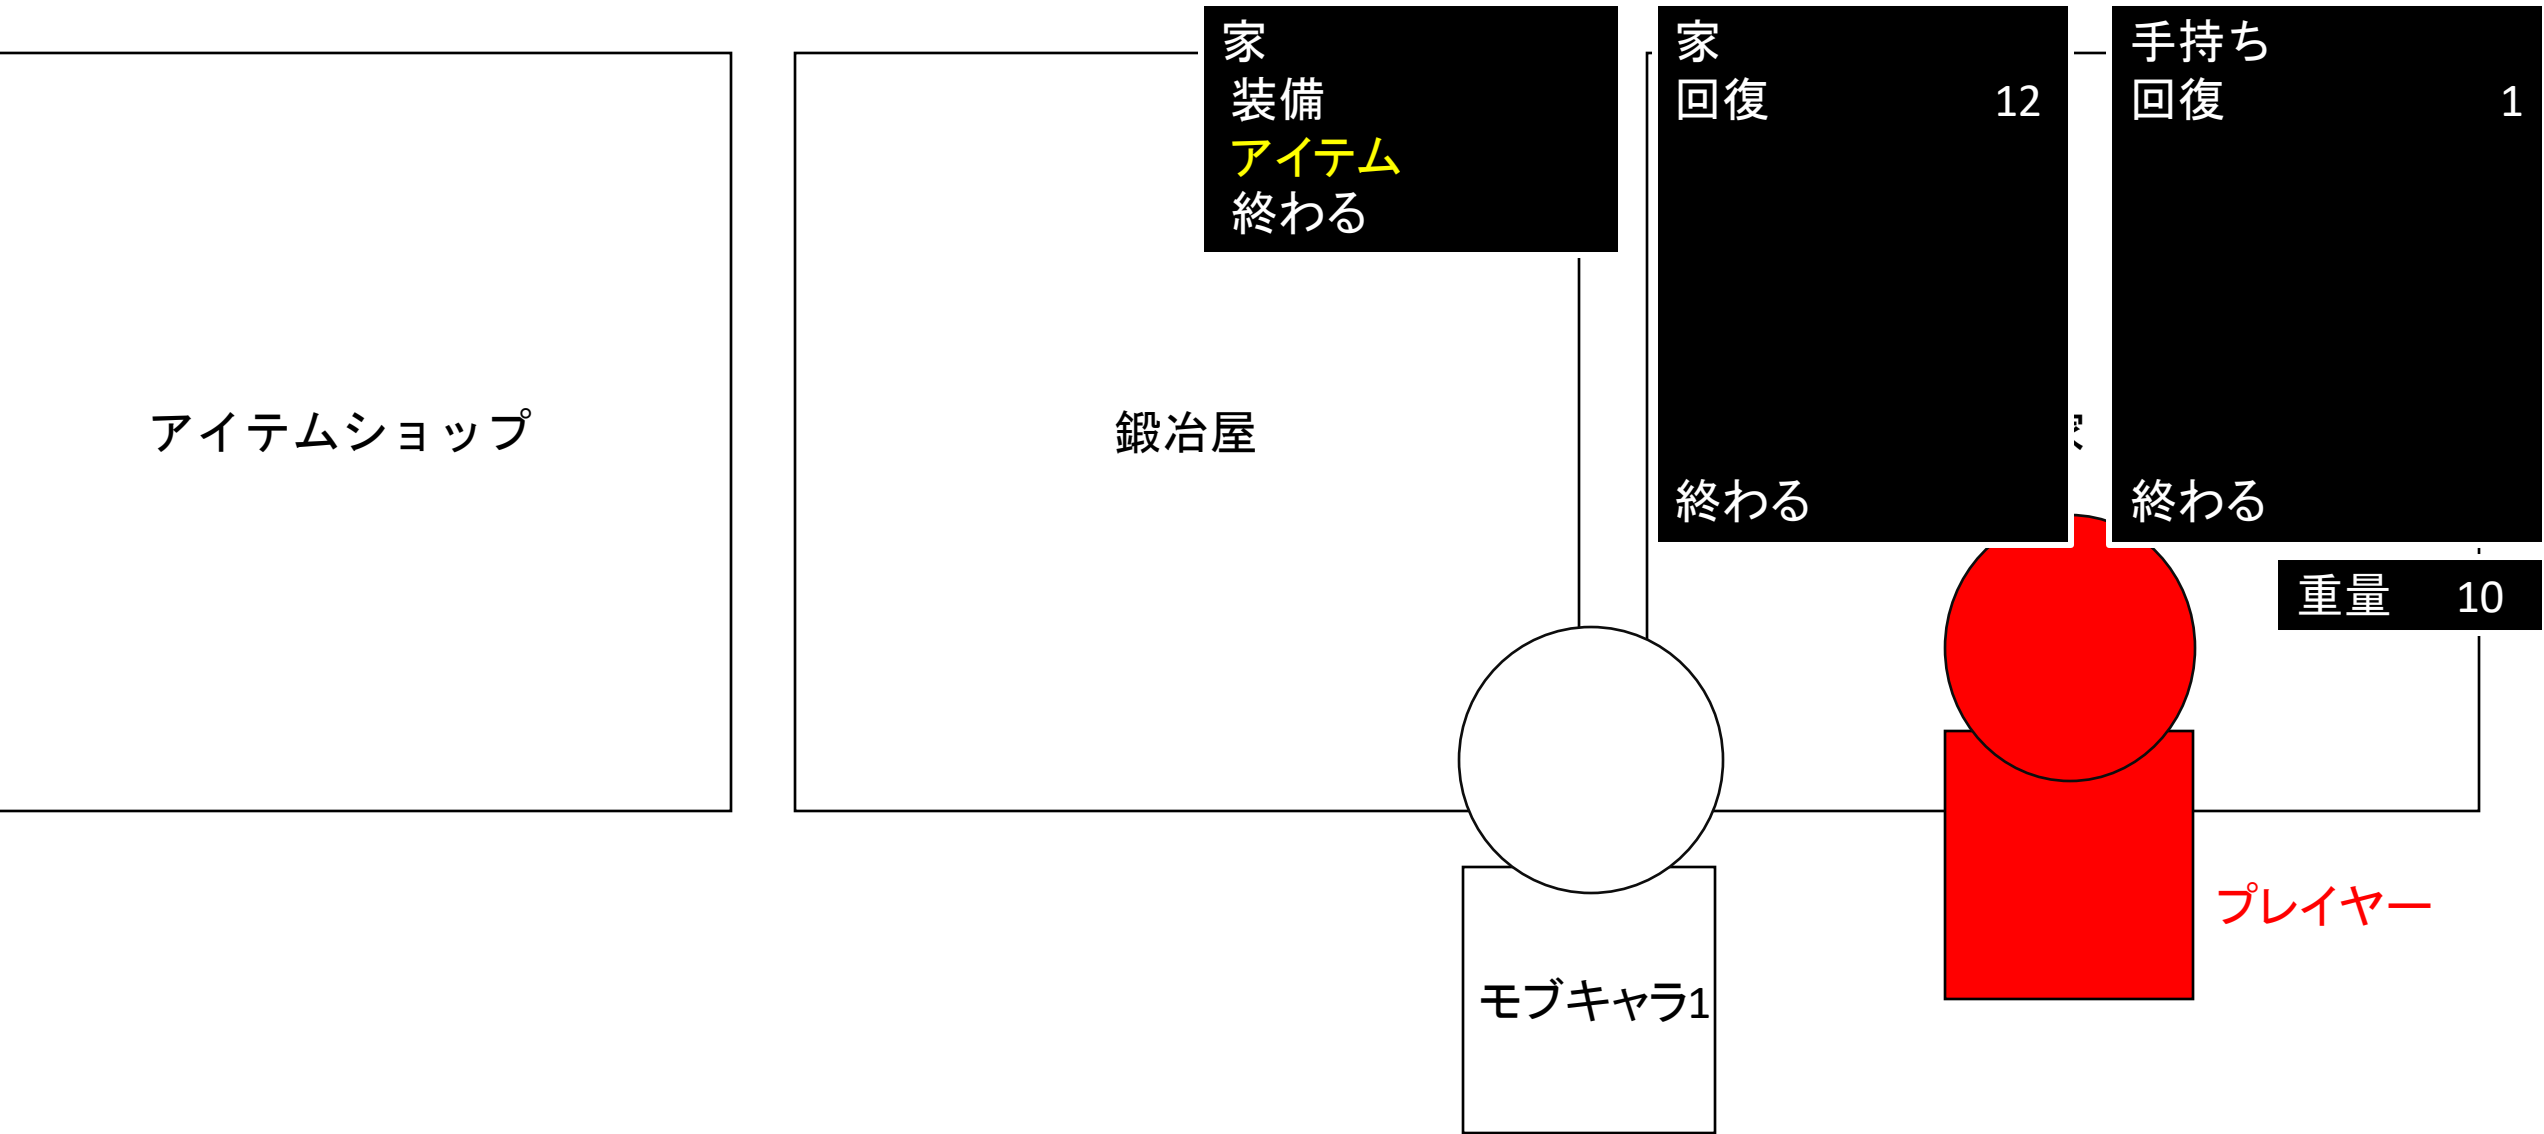 家
装備
アイテム
終わる
家
回復 12
終わる
手持ち
回復 1
終わる
重量 10
アイテムショップ
鍛冶屋
プレイヤー
モブキャラ1